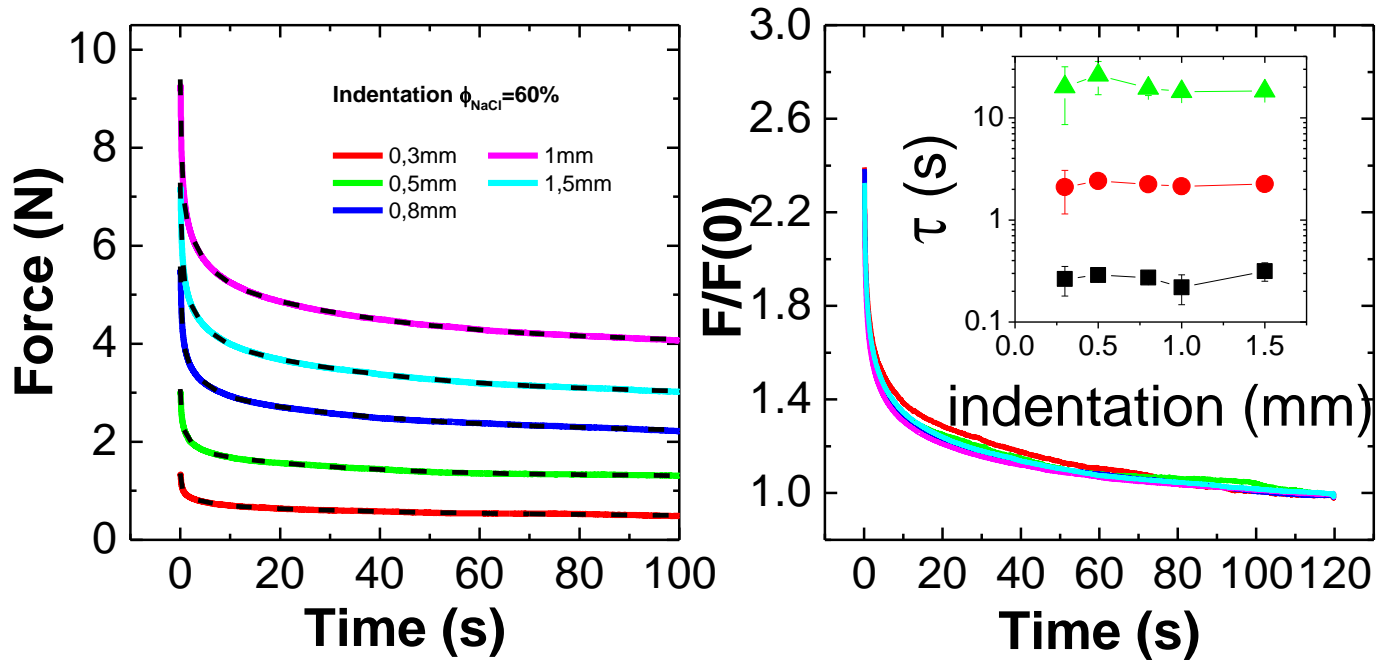 10
8
6
4
2
0
Force (N)
Indentation ϕNaCl=60%
0,3mm 1mm
0,5mm 1,5mm
0,8mm
0 20 40 60 80 100
Time (s)
3.0
2.6
2.2
1.8
1.4
1.0
F/F(0)
10
1
0.1
τ (s)
0.0 0.5 1.0 1.5
indentation (mm)
0 20 40 60 80 100 120
Time (s)